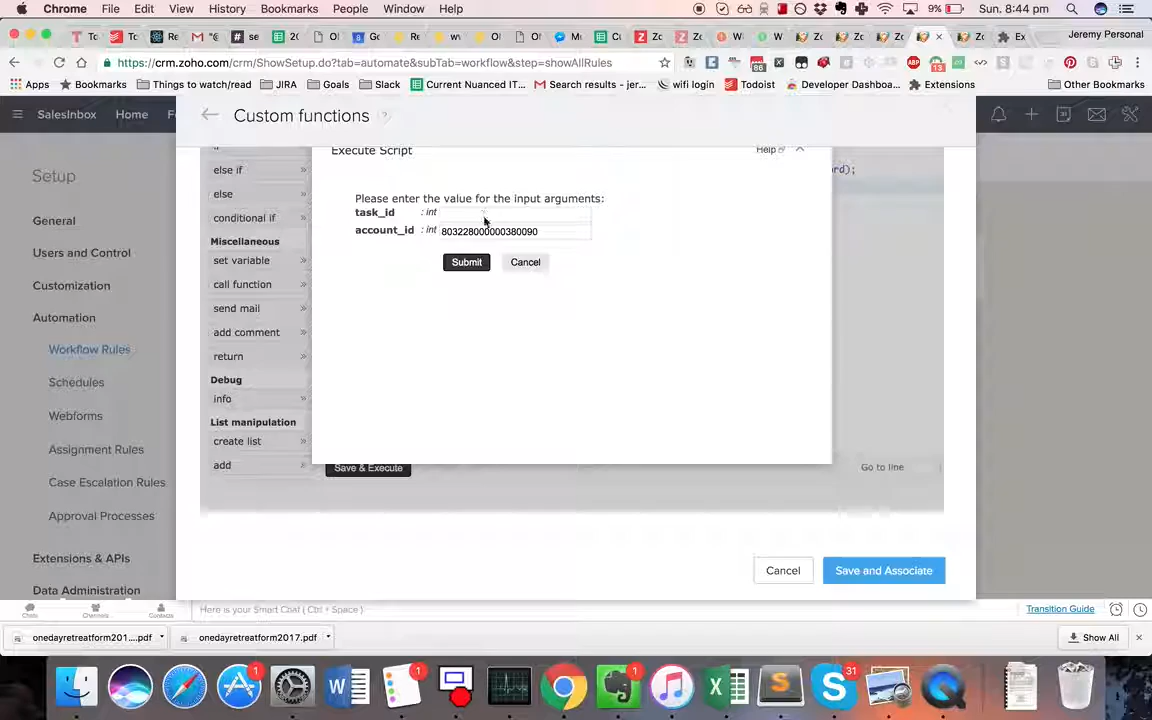 Chrome File Edit View History Bookmarks People Window Help 9% Sun. 8:44 pm
Jeremy Personal
https://crm.zoho.com/crm/ShowSetup.do?tab=automate&subTab=workflow&step=showAllRules
Apps Bookmarks Things to watch/read JIRA Goals Slack Current Nuanced IT... Search results - jer... wifi login Todoist Developer Dashboa... Extensions Other Bookmarks
SalesInbox Home
Custom functions ?
Execute Script Help
rd);
Setup
General
Users and Control
Customization
Automation
Workflow Rules
Schedules
Webforms
Assignment Rules
Case Escalation Rules
Approval Processes
Extensions & APIs
Data Administration
else if
else
conditional if
Miscellaneous
set variable
call function
send mail
add comment
return
Debug
info
List manipulation
create list
add
Please enter the value for the input arguments:
task_id : int
account_id : int 803228000000380090
Submit Cancel
Save & Execute Go to line
Cancel Save and Associate
Chats Channels Contacts Here is your Smart Chat ( Ctrl + Space ) Transition Guide
onedayretreatform201....pdf onedayretreatform2017.pdf Show All